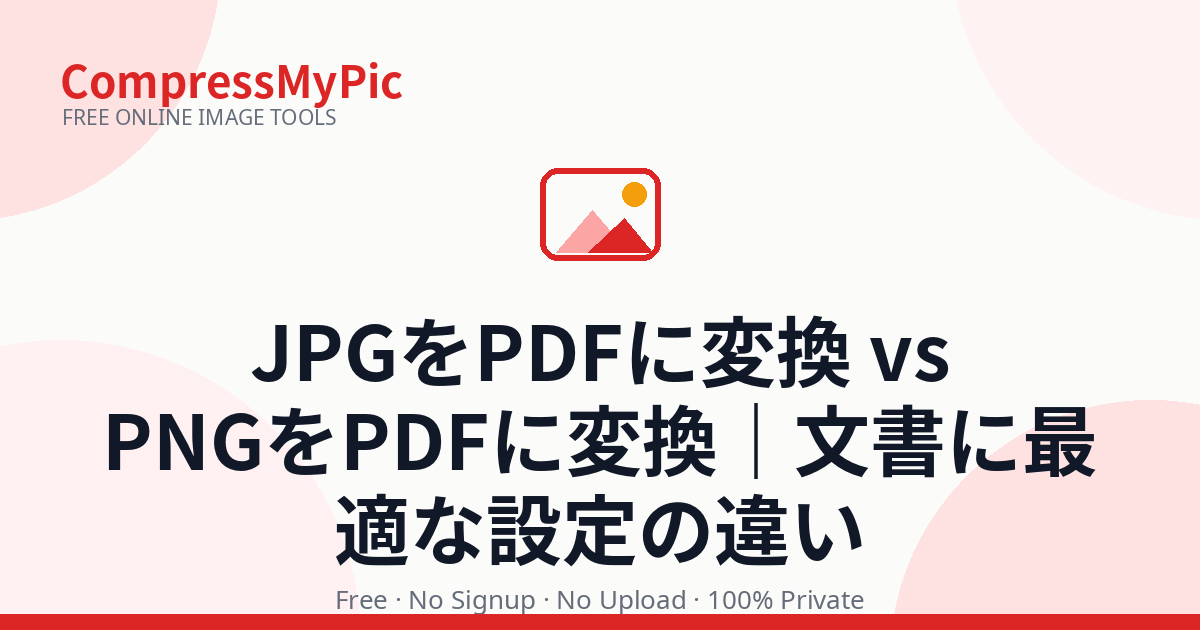 CompressMyPic
FREE ONLINE IMAGE TOOLS
JPGをPDFに変換 vs
PNGをPDFに変換｜文書に最
適な設定の違い
Free · No Signup · No Upload · 100% Private